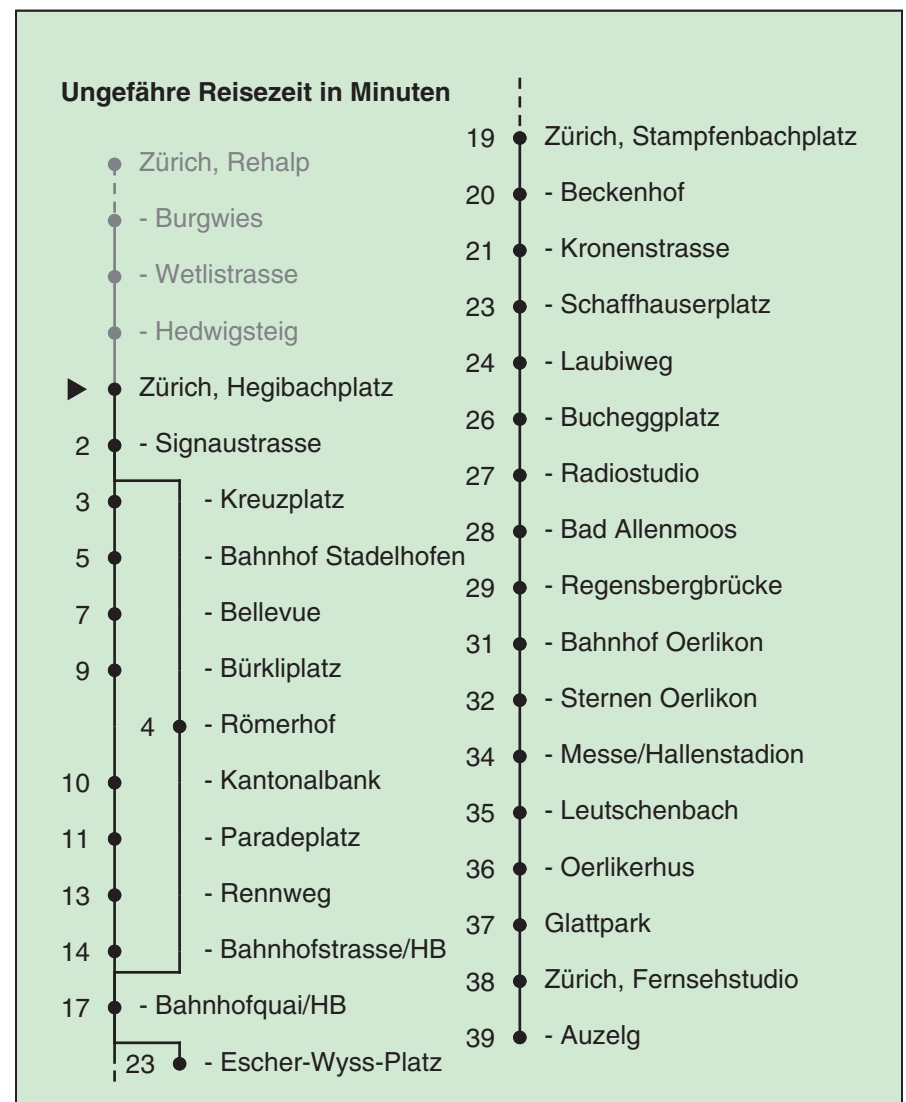 Ungefähre Reisezeit in Minuten
Zürich, Rehalp
- Burgwies
- Wetlistrasse
- Hedwigsteig
Zürich, Hegibachplatz
2 - Signaustrasse
3 - Kreuzplatz
5 - Bahnhof Stadelhofen
7 - Bellevue
9 - Bürkliplatz
4 - Römerhof
10 - Kantonalbank
11 - Paradeplatz
13 - Rennweg
14 - Bahnhofstrasse/HB
17 - Bahnhofquai/HB
23 - Escher-Wyss-Platz
19 Zürich, Stampfenbachplatz
20 - Beckenhof
21 - Kronenstrasse
23 - Schaffhauserplatz
24 - Laubiweg
26 - Bucheggplatz
27 - Radiostudio
28 - Bad Allenmoos
29 - Regensbergbrücke
31 - Bahnhof Oerlikon
32 - Sternen Oerlikon
34 - Messe/Hallenstadion
35 - Leutschenbach
36 - Oerlikerhus
37 Glattpark
38 Zürich, Fernsehstudio
39 - Auzelg